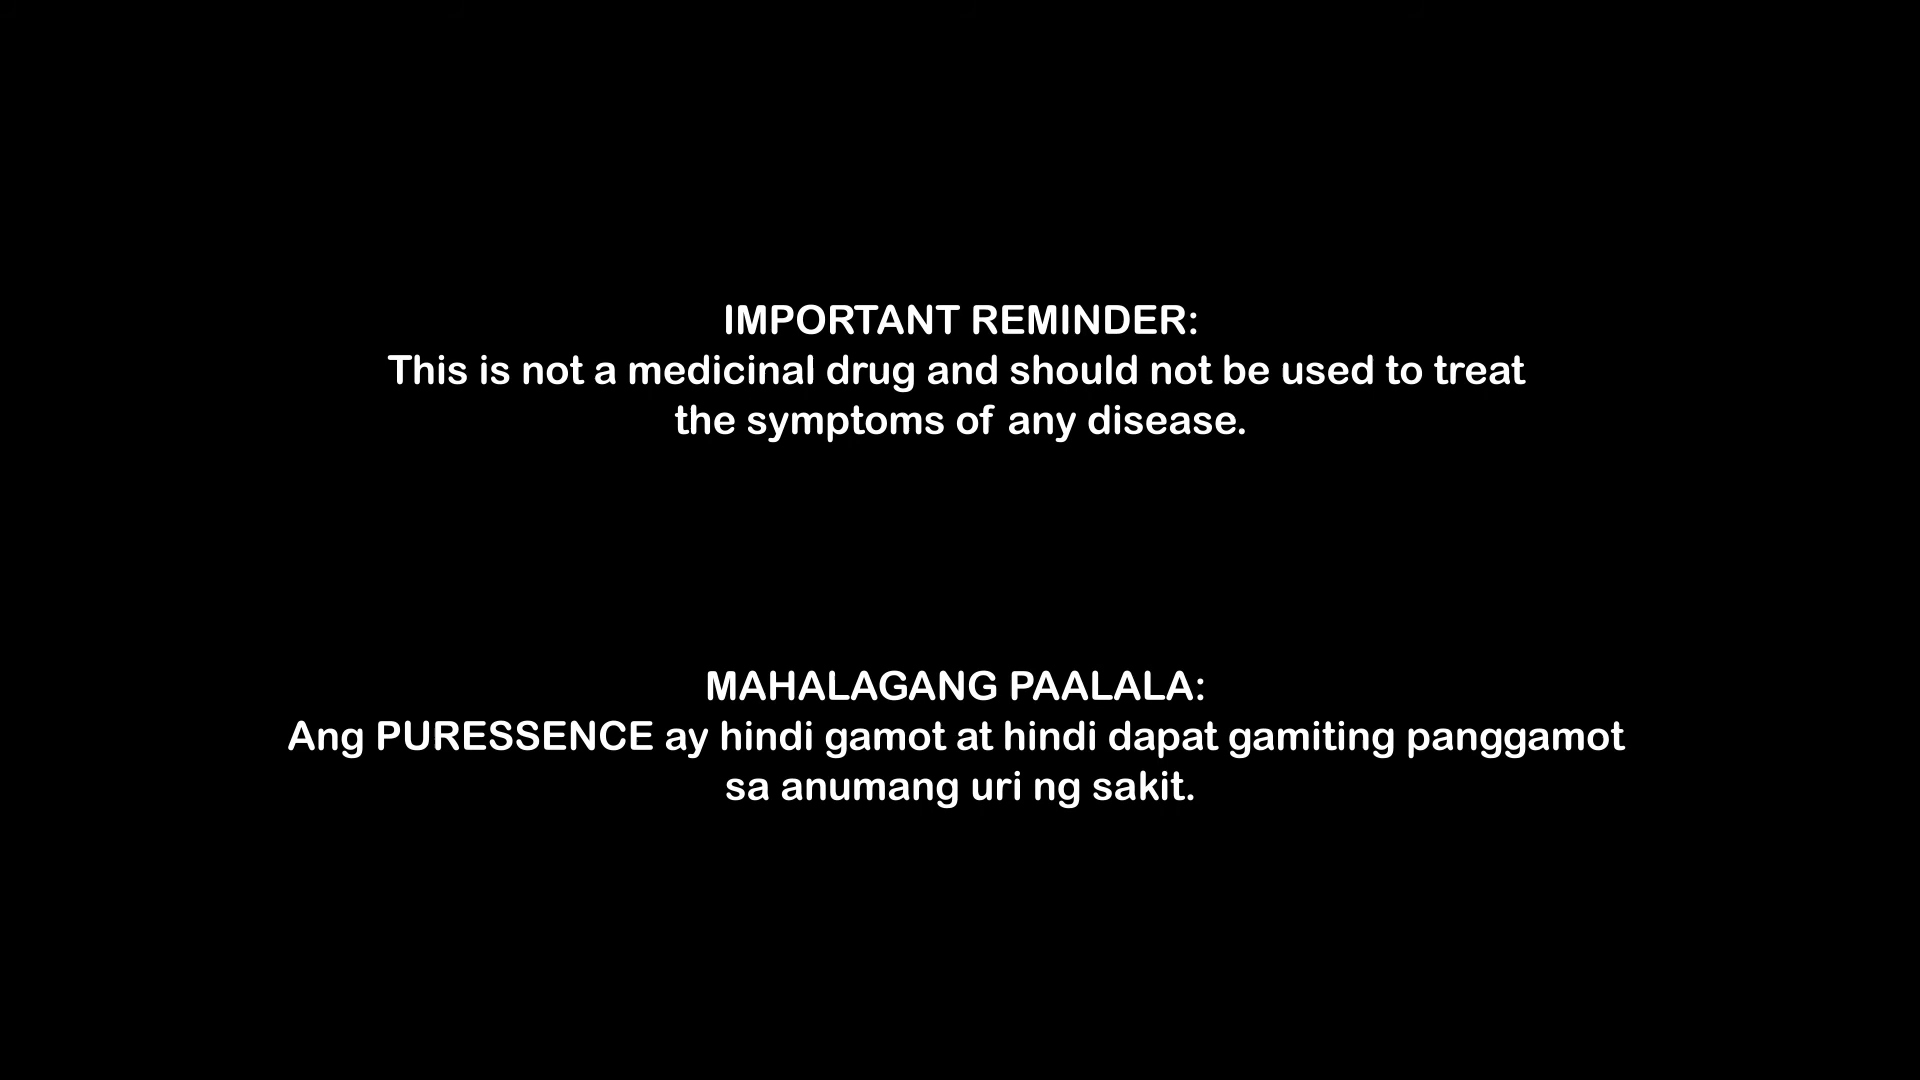 IMPORTANT REMINDER:
This is not a medicinal drug and should not be used to treat
the symptoms of any disease.
MAHALAGANG PAALALA:
Ang PURESSENCE ay hindi gamot at hindi dapat gamiting panggamot
sa anumang uri ng sakit.